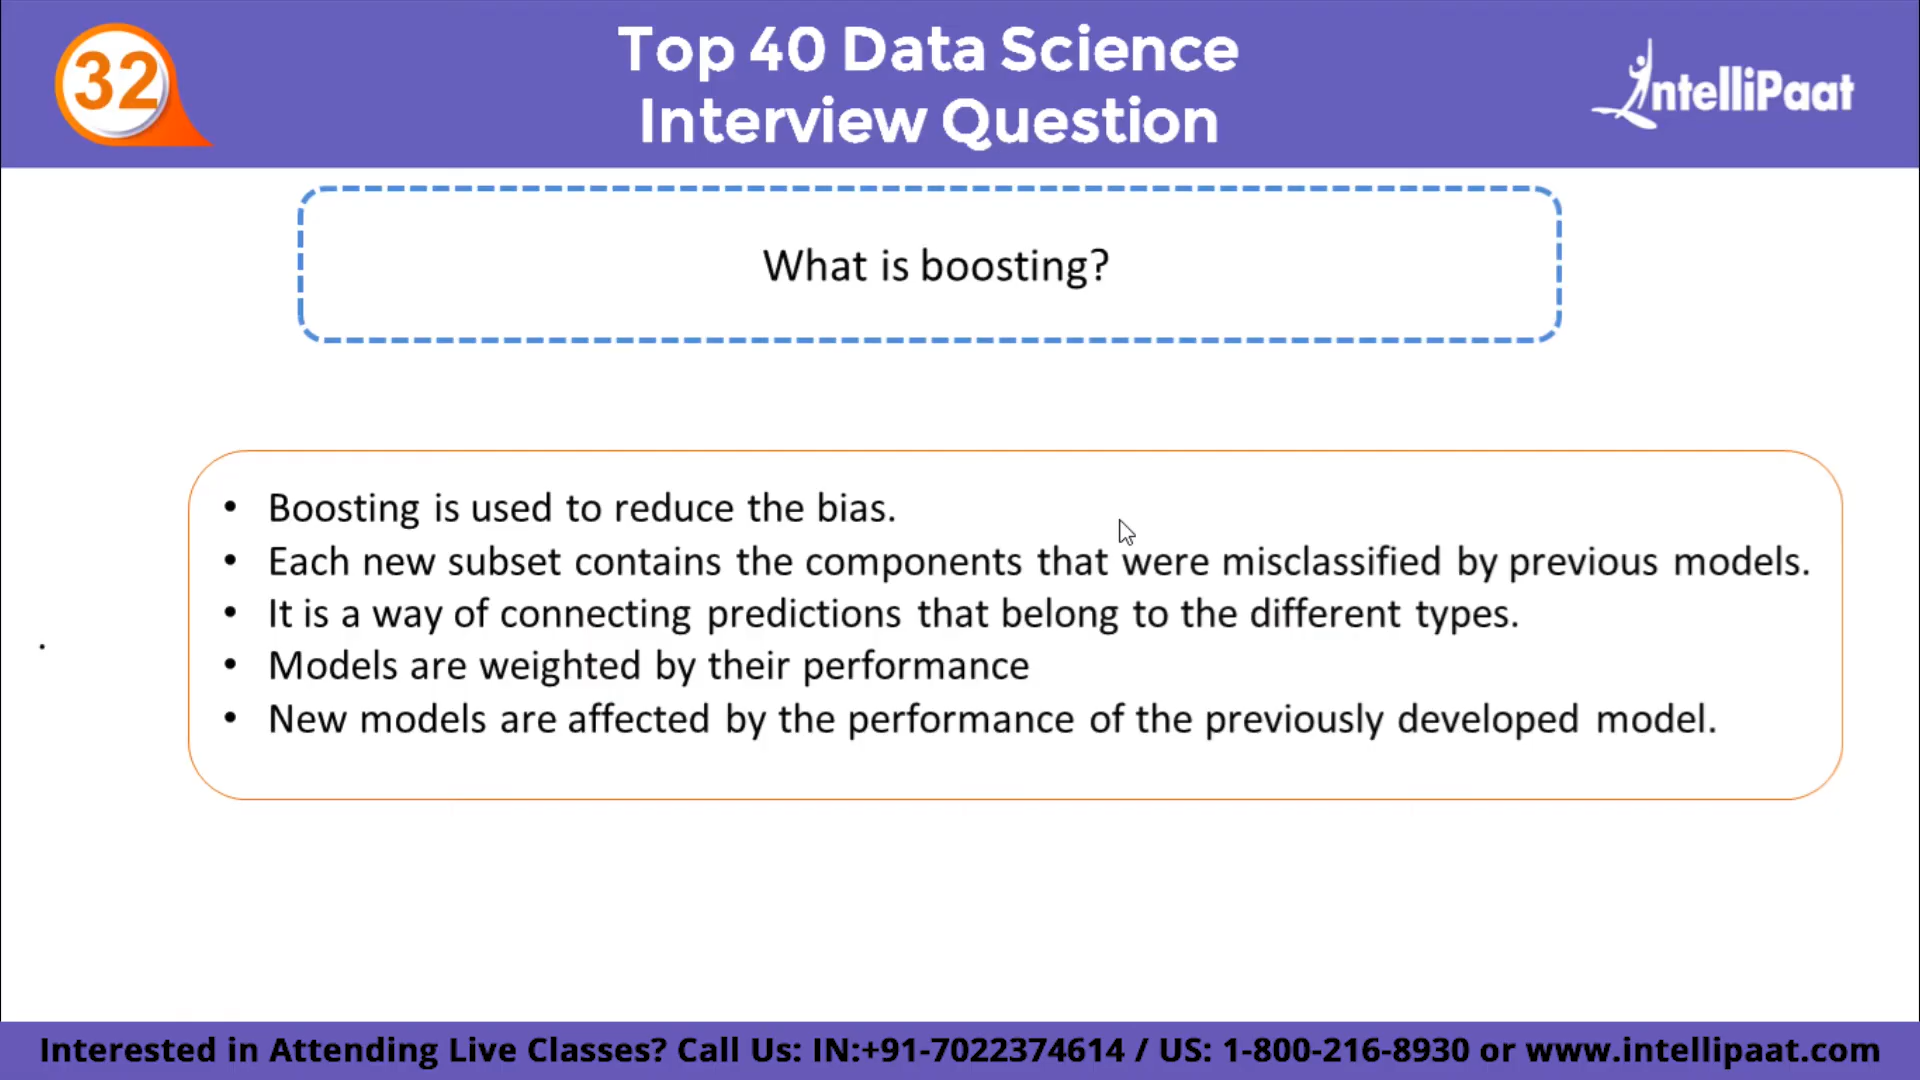 32
Top 40 Data Science
Interview Question
IntelliPaat
What is boosting?
• Boosting is used to reduce the bias.
• Each new subset contains the components that were misclassified by previous models.
• It is a way of connecting predictions that belong to the different types.
• Models are weighted by their performance
• New models are affected by the performance of the previously developed model.
.
Interested in Attending Live Classes? Call Us: IN:+91-7022374614 / US: 1-800-216-8930 or www.intellipaat.com